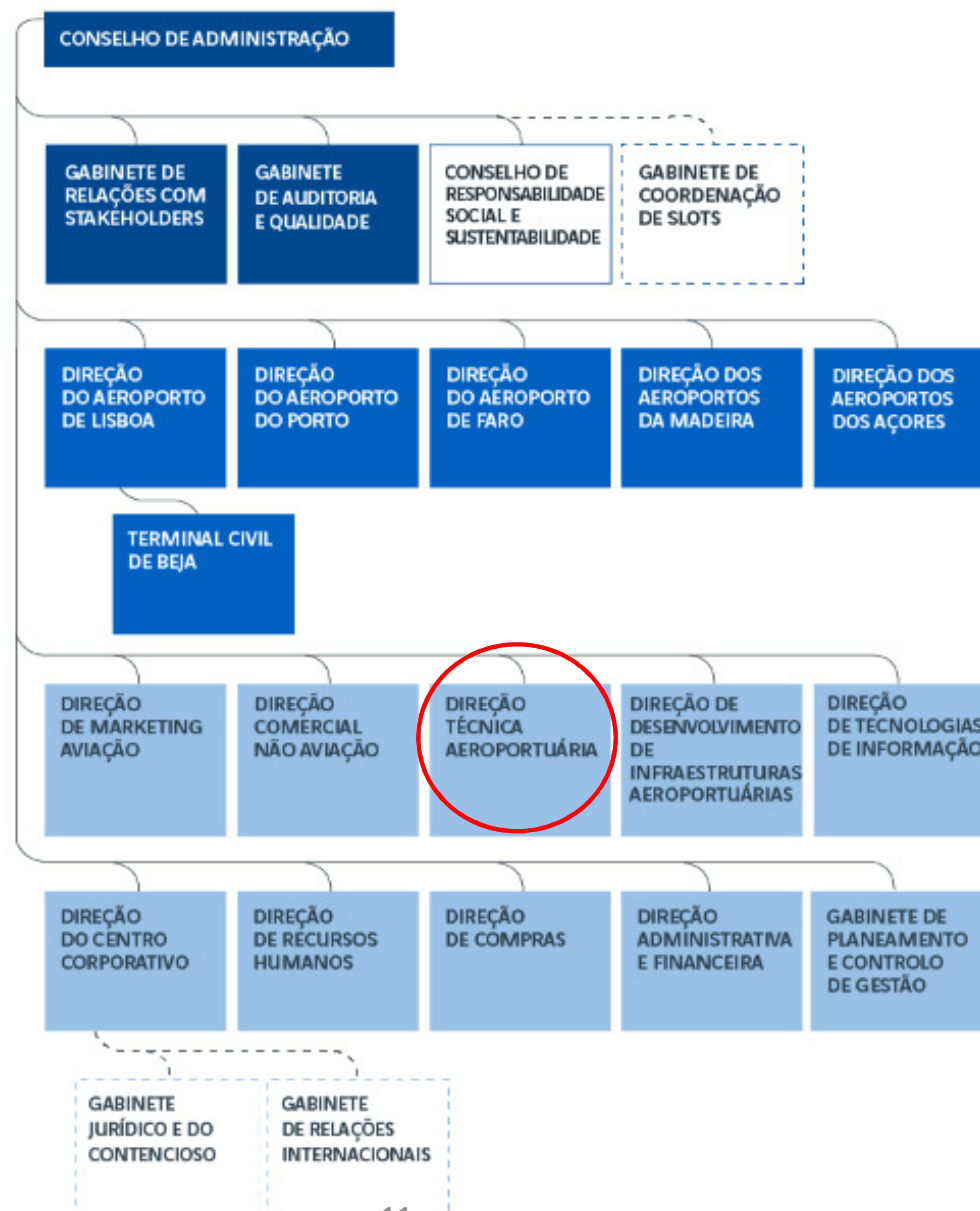 CONSELHO DE ADMINISTRAÇÃO
GABINETE DE
RELAÇÕES COM
STAKEHOLDERS
GABINETE
DE AUDITORIA
E QUALIDADE
CONSELHO DE
RESPONSABILIDADE
SOCIAL E
SUSTENTABILIDADE
GABINETE DE
COORDENAÇÃO
DE SLOTS
DIREÇÃO
DO AEROPORTO
DE LISBOA
DIREÇÃO
DO AEROPORTO
DO PORTO
DIREÇÃO
DO AEROPORTO
DE FARO
DIREÇÃO DOS
AEROPORTOS
DA MADEIRA
DIREÇÃO DOS
AEROPORTOS
DOS AÇORES
TERMINAL CIVIL
DE BEJA
DIREÇÃO
DE MARKETING
AVIAÇÃO
DIREÇÃO
COMERCIAL
NÃO AVIAÇÃO
DIREÇÃO
TÉCNICA
AEROPORTUÁRIA
DIREÇÃO DE
DESENVOLVIMENTO
DE
INFRAESTRUTURAS
AEROPORTUÁRIAS
DIREÇÃO
DE TECNOLOGIAS
DE INFORMAÇÃO
DIREÇÃO
DO CENTRO
CORPORATIVO
DIREÇÃO
DE RECURSOS
HUMANOS
DIREÇÃO
DE COMPRAS
DIREÇÃO
ADMINISTRATIVA
E FINANCEIRA
GABINETE DE
PLANEAMENTO
E CONTROLO
DE GESTÃO
GABINETE
JURÍDICO E DO
CONTENCIOSO
GABINETE
DE RELAÇÕES
INTERNACIONAIS